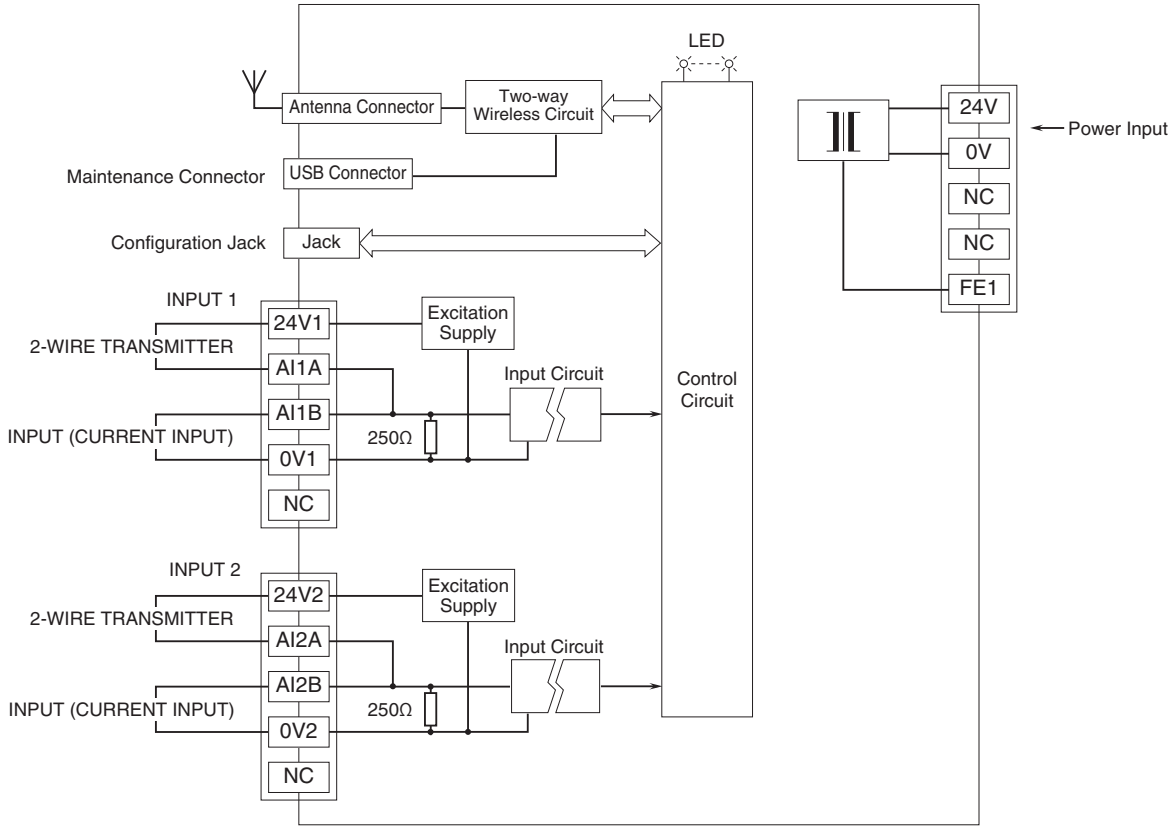 LED
Antenna Connector
Two-way
Wireless Circuit
24V
Power Input
0V
Maintenance Connector
USB Connector
NC
Configuration Jack
Jack
NC
FE1
INPUT 1
24V1
Excitation
Supply
2-WIRE TRANSMITTER
AI1A
Input Circuit
Control
Circuit
AI1B
INPUT (CURRENT INPUT)
250Ω
0V1
NC
INPUT 2
24V2
Excitation
Supply
2-WIRE TRANSMITTER
AI2A
Input Circuit
AI2B
INPUT (CURRENT INPUT)
250Ω
0V2
NC